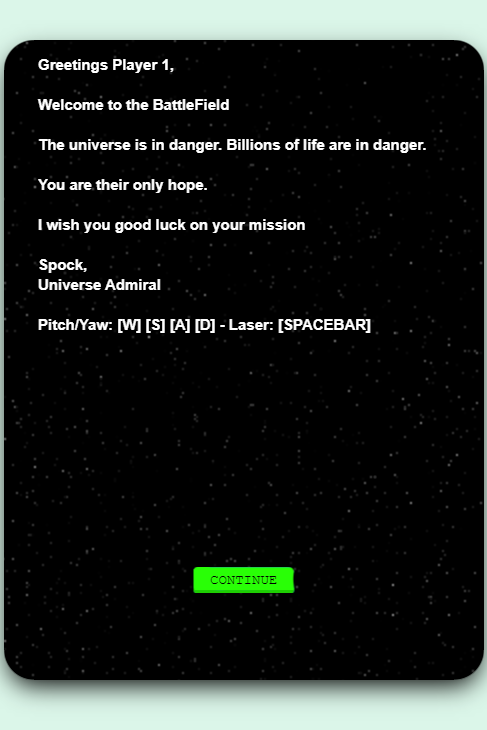 Greetings Player 1,
Welcome to the BattleField
The universe is in danger. Billions of life are in danger.
You are their only hope.
I wish you good luck on your mission
Spock,
Universe Admiral
Pitch/Yaw: [W] [S] [A] [D] - Laser: [SPACEBAR]
CONTINUE